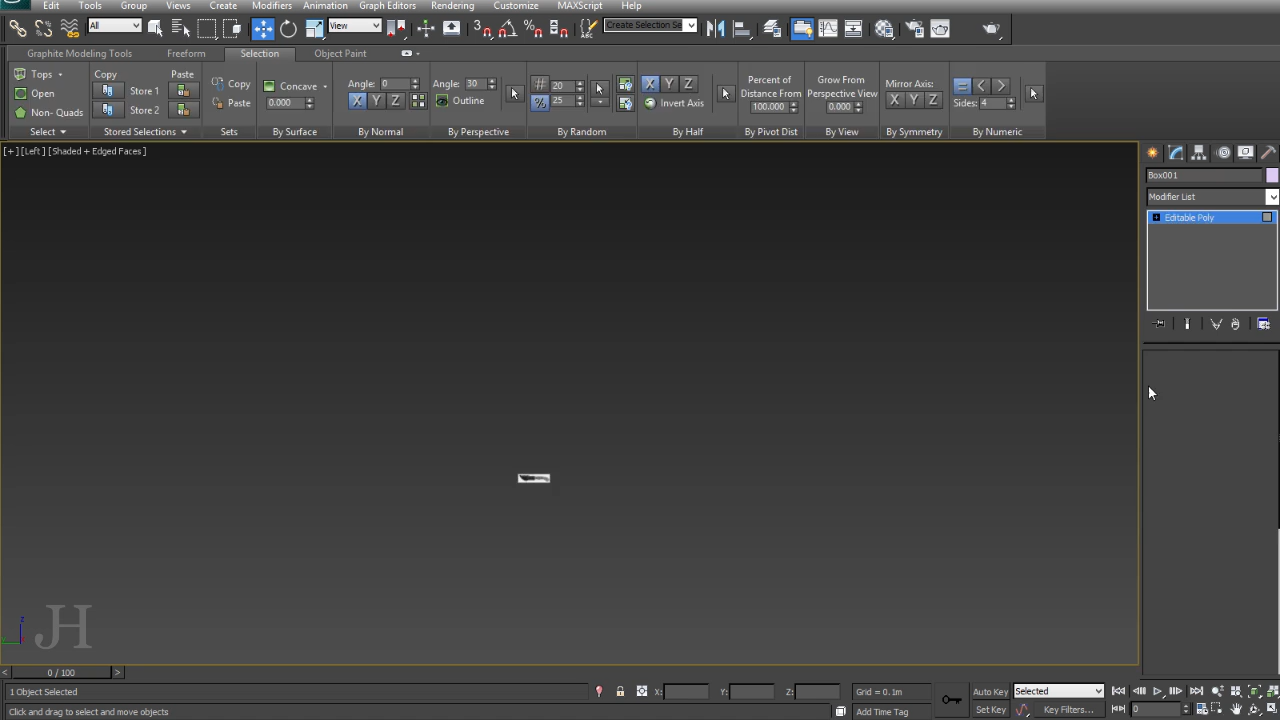 Edit Tools Group Views Create Modifiers Animation Graph Editors Rendering Customize MAXScript Help
All View 3 Create Selection Se
Graphite Modeling Tools Freeform Selection Object Paint
Tops Copy Paste Copy Concave Angle: 0 Angle: 30 # 20 X Y Z Percent of Grow From Mirror Axis: = < >
Open Store 1 Paste 0.000 X Y Z Outline % 25 Invert Axis Distance From Perspective View X Y Z Sides: 4
Non-Quads Store 2 100.000 0.000
Select Stored Selections Sets By Surface By Normal By Perspective By Random By Half By Pivot Dist By View By Symmetry By Numeric
[+] [Left ] [Shaded + Edged Faces ]
Box001
Modifier List
Editable Poly
z
JH
< 0 / 100 >
1 Object Selected X: Y: Z: Grid = 0.1m Auto Key Selected
Click and drag to select and move objects Add Time Tag Set Key Key Filters... 0